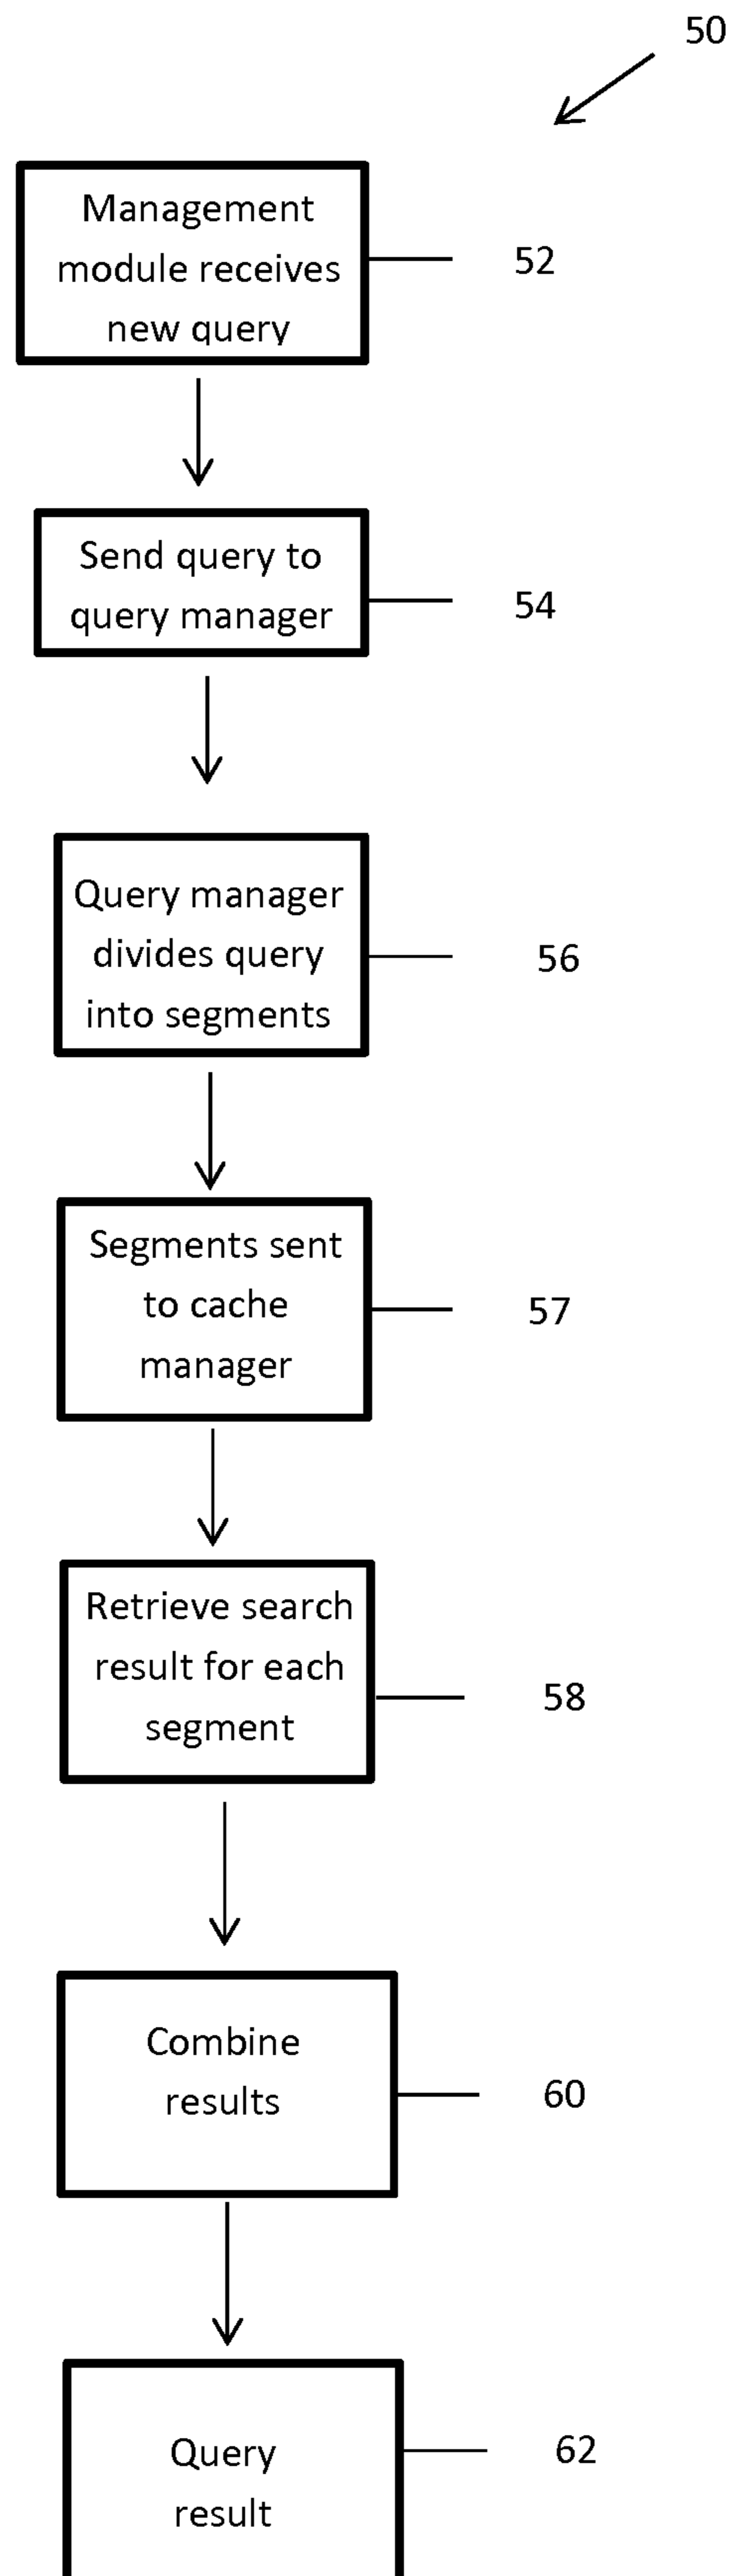 50
Management
module receives
new query
52
Send query to
query manager
54
Query manager
divides query
into segments
56
Segments sent
to cache
manager
57
Retrieve search
result for each
segment
58
Combine
results
60
Query
result
62